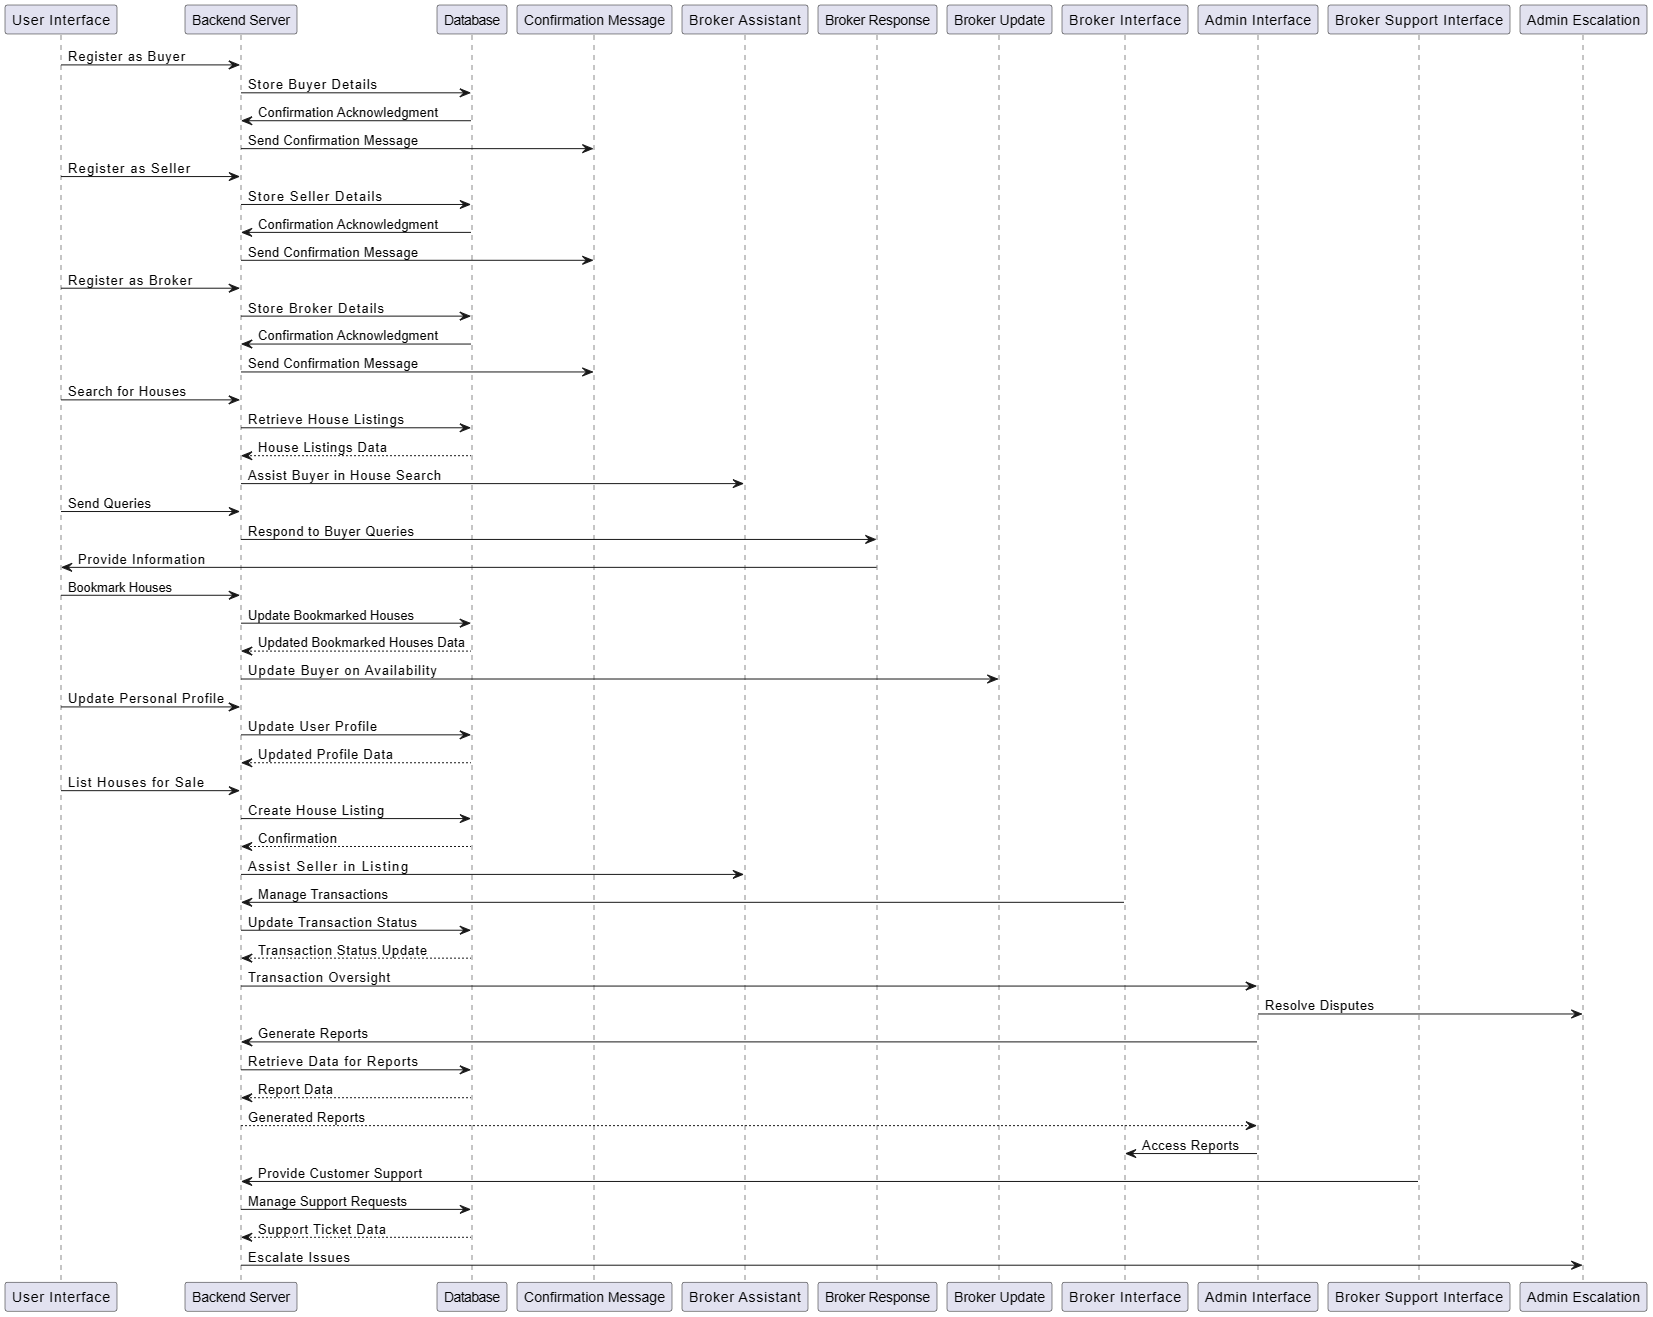 User Interface
Backend Server
Database
Confirmation Message
Broker Assistant
Broker Response
Broker Update
Broker Interface
Admin Interface
Broker Support Interface
Admin Escalation
Register as Buyer
Store Buyer Details
Confirmation Acknowledgment
Send Confirmation Message
Register as Seller
Store Seller Details
Confirmation Acknowledgment
Send Confirmation Message
Register as Broker
Store Broker Details
Confirmation Acknowledgment
Send Confirmation Message
Search for Houses
Retrieve House Listings
House Listings Data
Assist Buyer in House Search
Send Queries
Respond to Buyer Queries
Provide Information
Bookmark Houses
Update Bookmarked Houses
Updated Bookmarked Houses Data
Update Buyer on Availability
Update Personal Profile
Update User Profile
Updated Profile Data
List Houses for Sale
Create House Listing
Confirmation
Assist Seller in Listing
Manage Transactions
Update Transaction Status
Transaction Status Update
Transaction Oversight
Resolve Disputes
Generate Reports
Retrieve Data for Reports
Report Data
Generated Reports
Access Reports
Provide Customer Support
Manage Support Requests
Support Ticket Data
Escalate Issues
User Interface
Backend Server
Database
Confirmation Message
Broker Assistant
Broker Response
Broker Update
Broker Interface
Admin Interface
Broker Support Interface
Admin Escalation